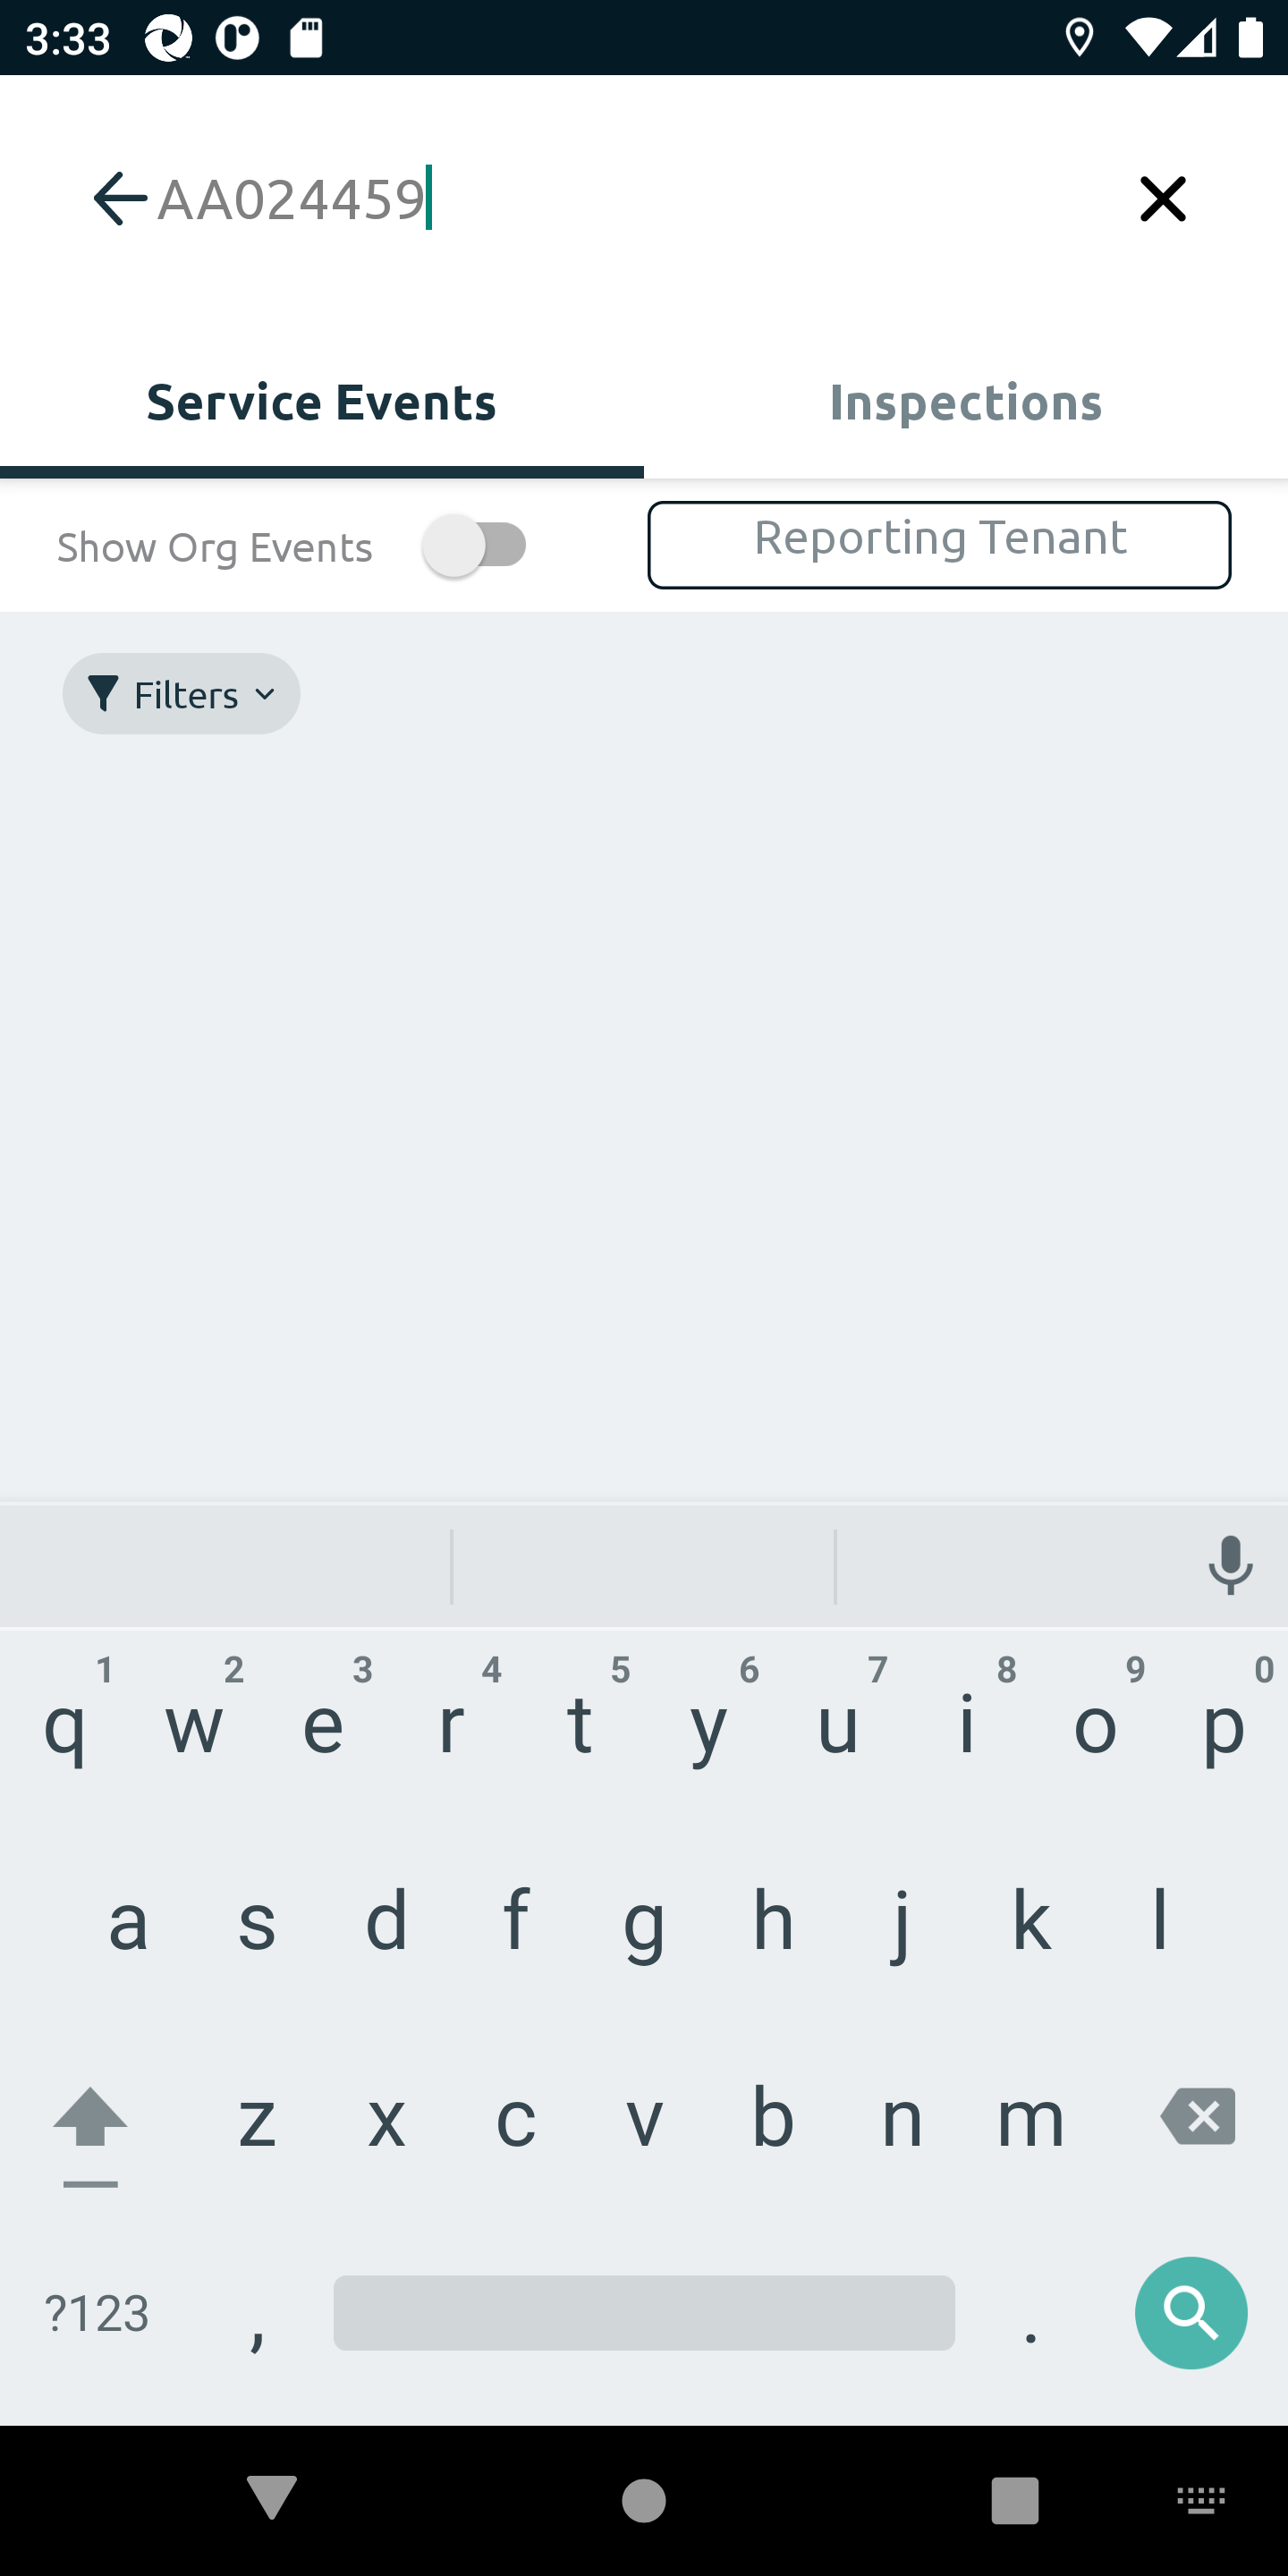 3:33
AA024459
Service Events Inspections
Show Org Events Reporting Tenant
Filters
1 2 3 4 5 6 7 8 9 0
q w e r t y u i o p
a s d f g h j k l
z x c v b n m
?123 , .